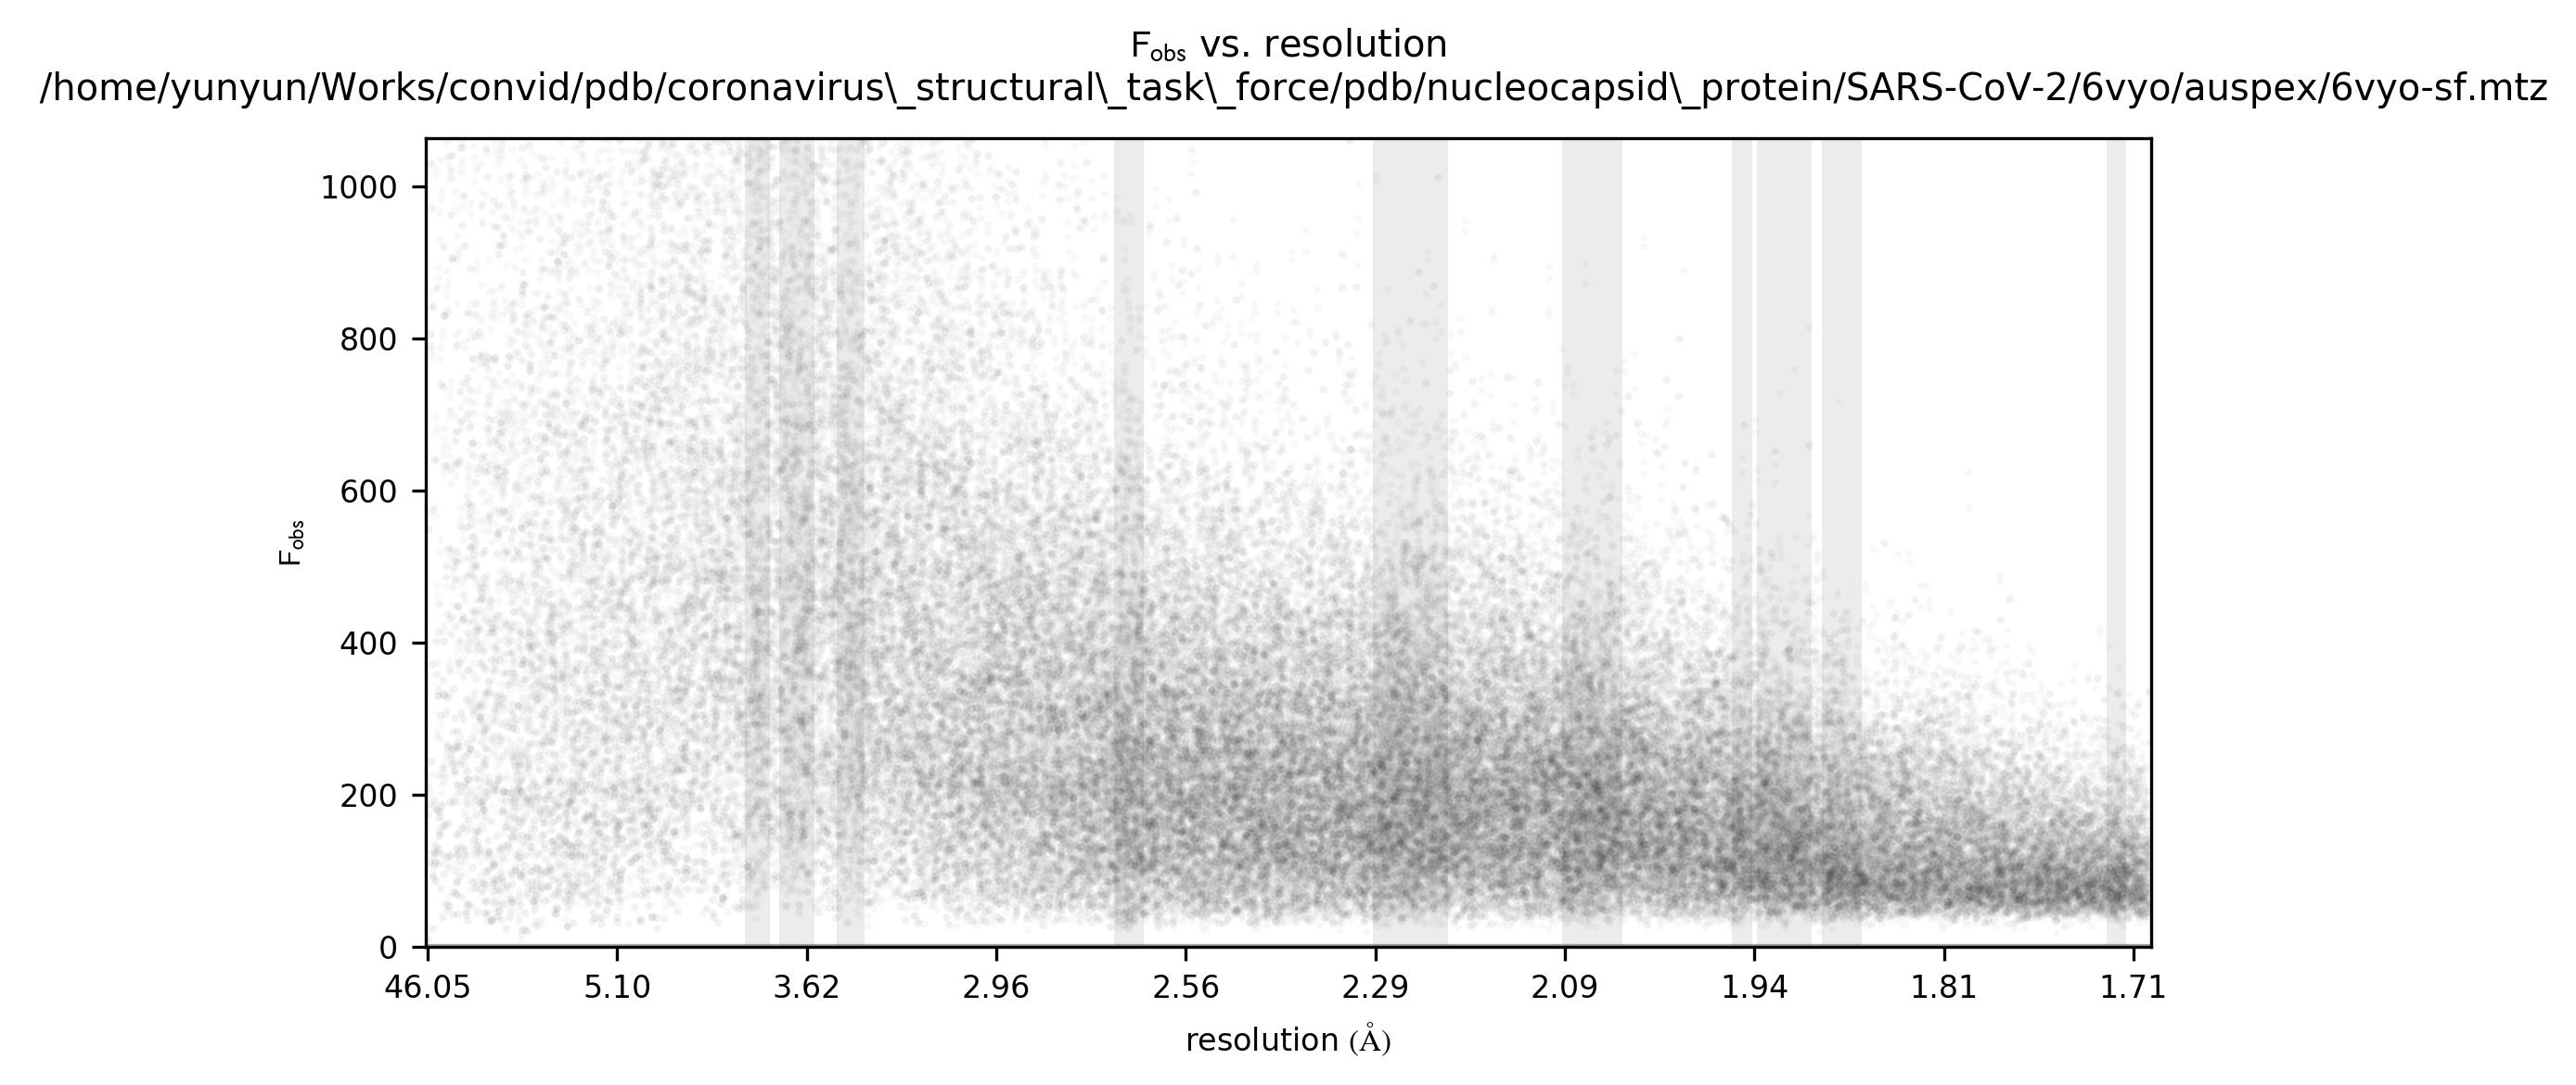 Fobs vs. resolution
/home/yunyun/Works/convid/pdb/coronavirus\_structural\_task\_force/pdb/nucleocapsid\_protein/SARS-CoV-2/6vyo/auspex/6vyo-sf.mtz
1000
800
600
400
200
0
Fobs
46.05 5.10 3.62 2.96 2.56 2.29 2.09 1.94 1.81 1.71
resolution (Å)